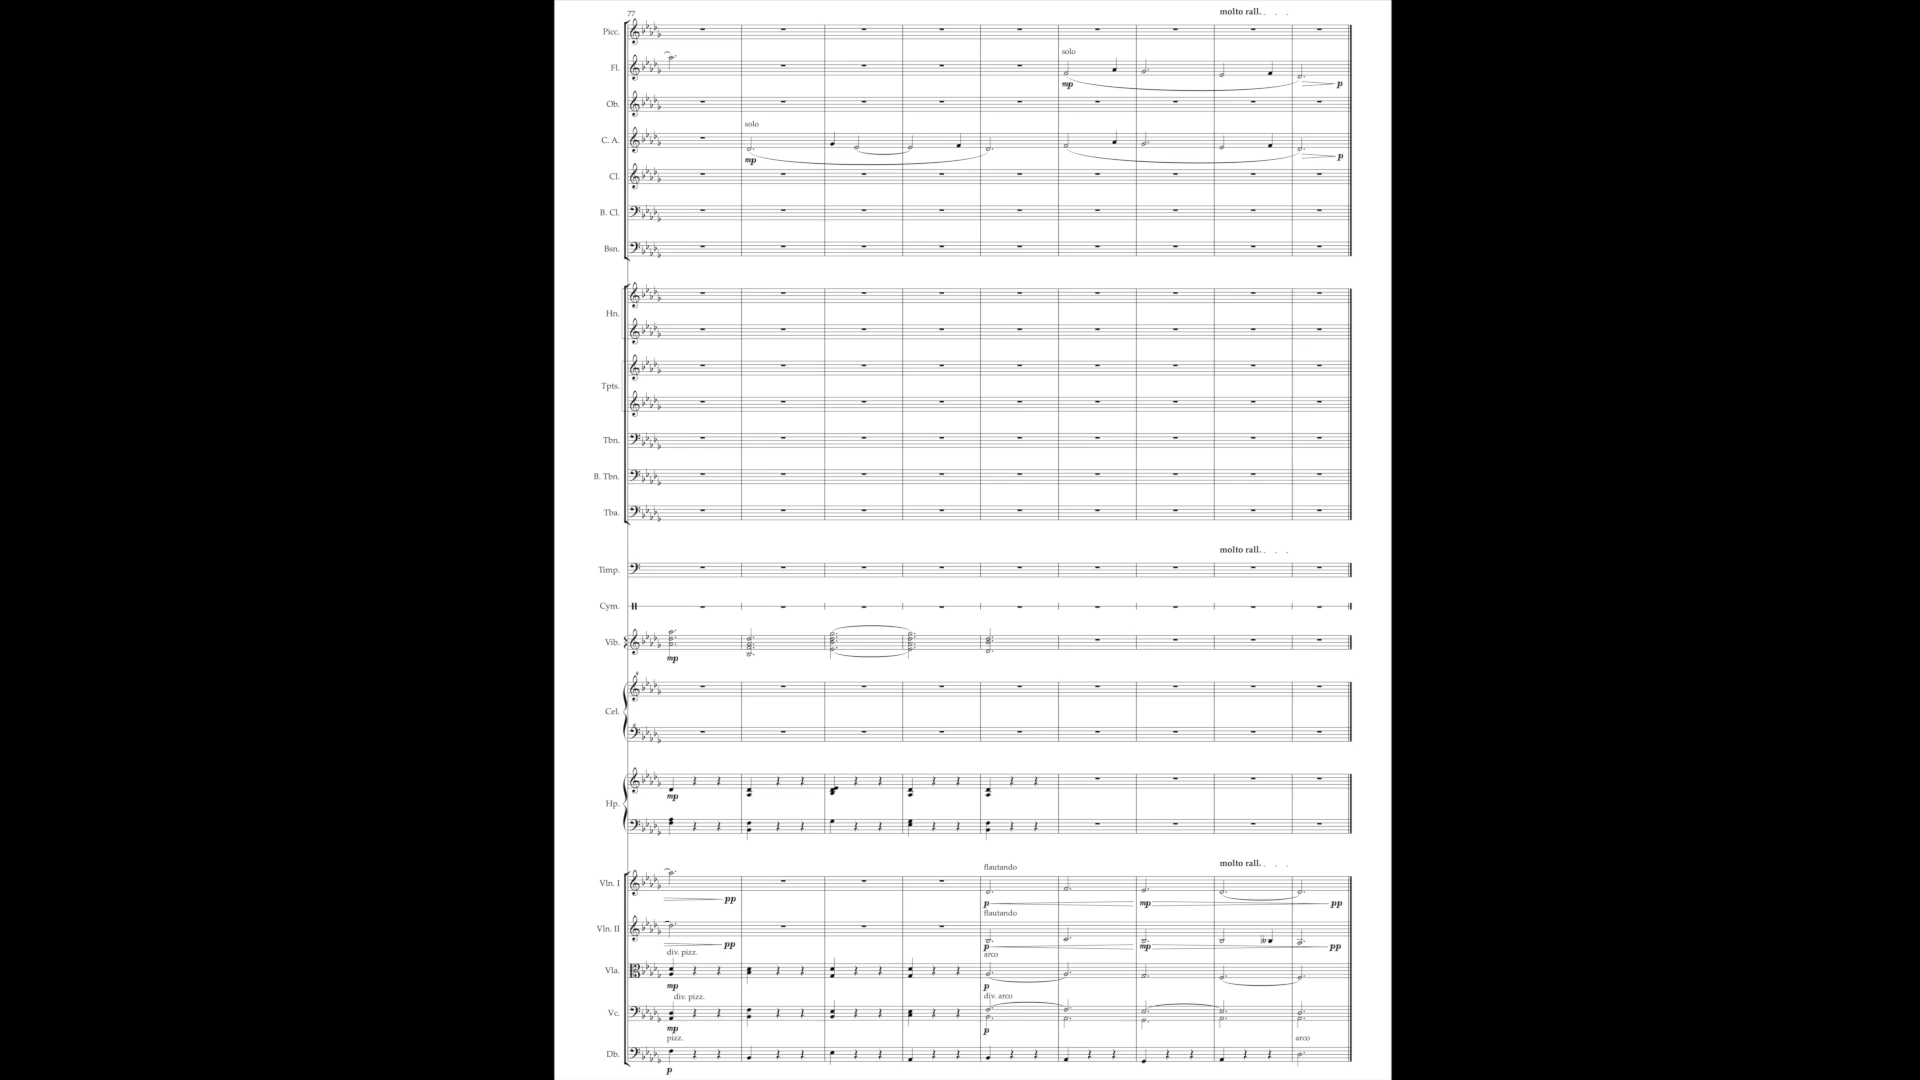 77
molto rall.
Picc.
solo
Fl.
mp p
Ob.
solo
C. A.
mp p
Cl.
B. Cl.
Bsn.
Hn.
Tpts.
Tbn.
B. Tbn.
Tba.
molto rall.
Timp.
Cym.
Vib.
mp
8
Cel.
8
Hp.
mp
flautando molto rall.
Vln. I
pp p mp pp
flautando
Vln. II
pp p mp pp
div. pizz. arco
Vla.
mp p
div. pizz. div. arco
Vc.
mp p
pizz. arco
Db.
p